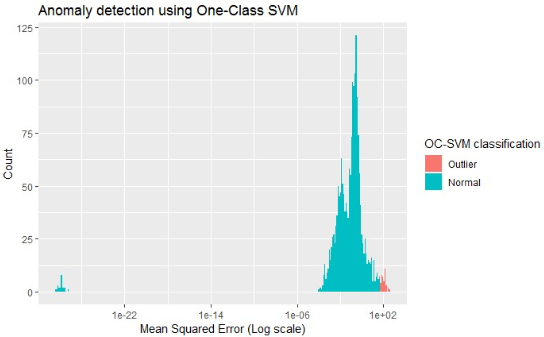 Anomaly detection using One-Class SVM
125
100
75
50
25
0
Count
1e-22
1e-14
1e-06
1e+02
Mean Squared Error (Log scale)
OC-SVM classification
Outlier
Normal